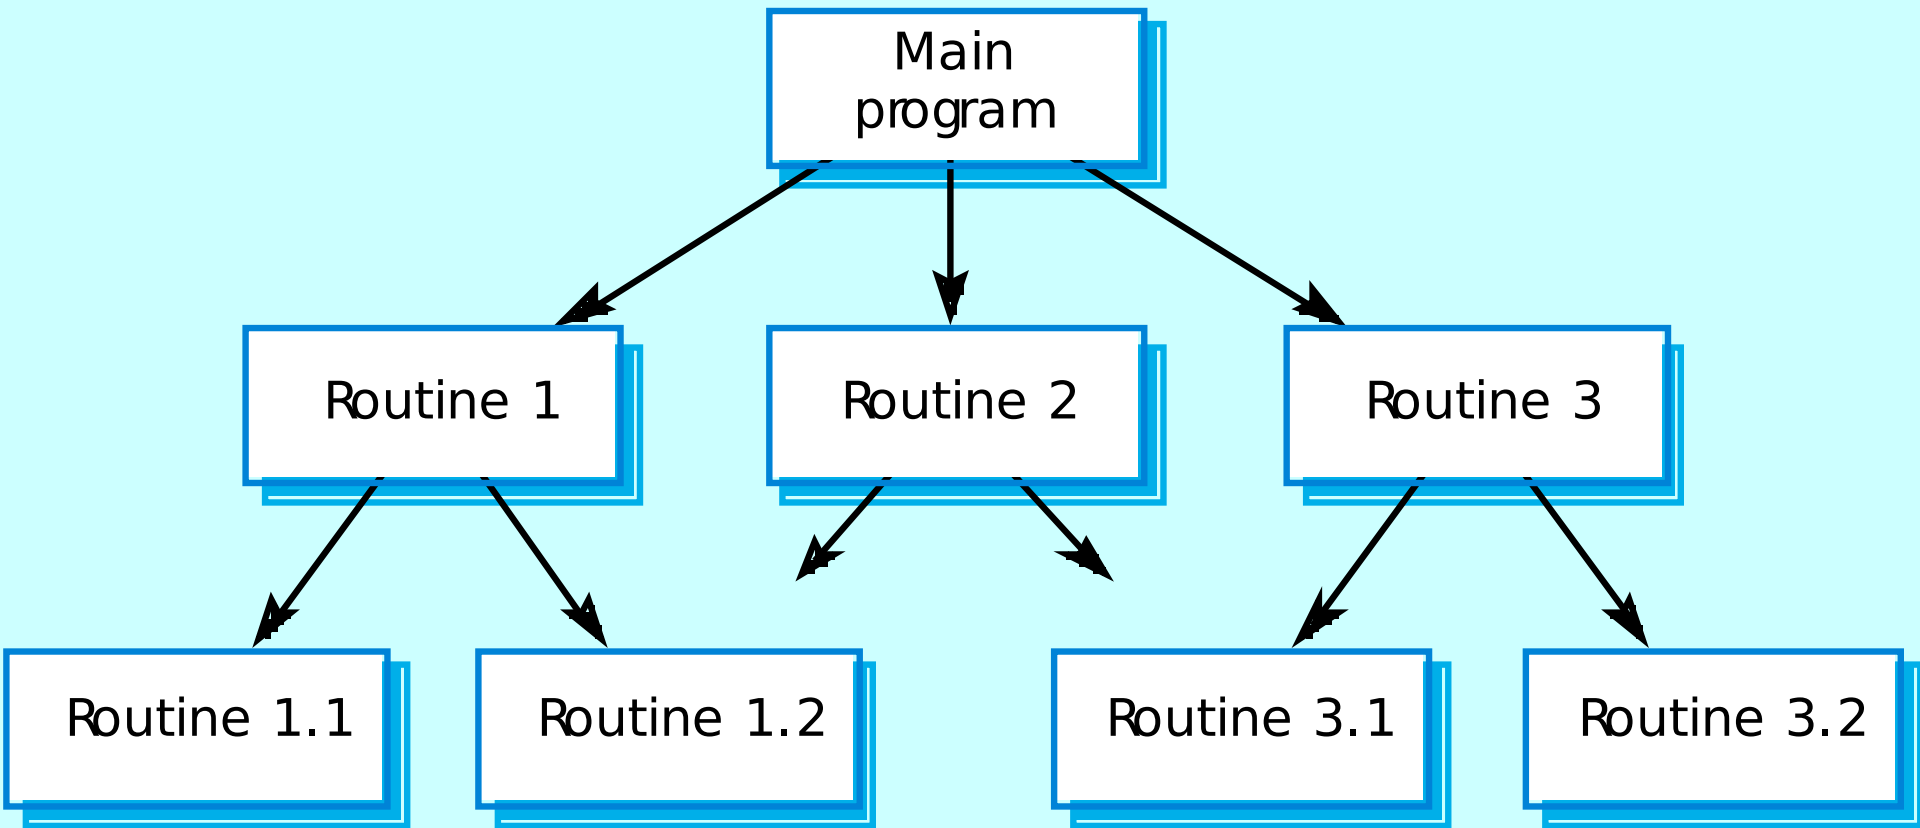 Main
program
Routine 1
Routine 2
Routine 3
Routine 1.1
Routine 1.2
Routine 3.1
Routine 3.2